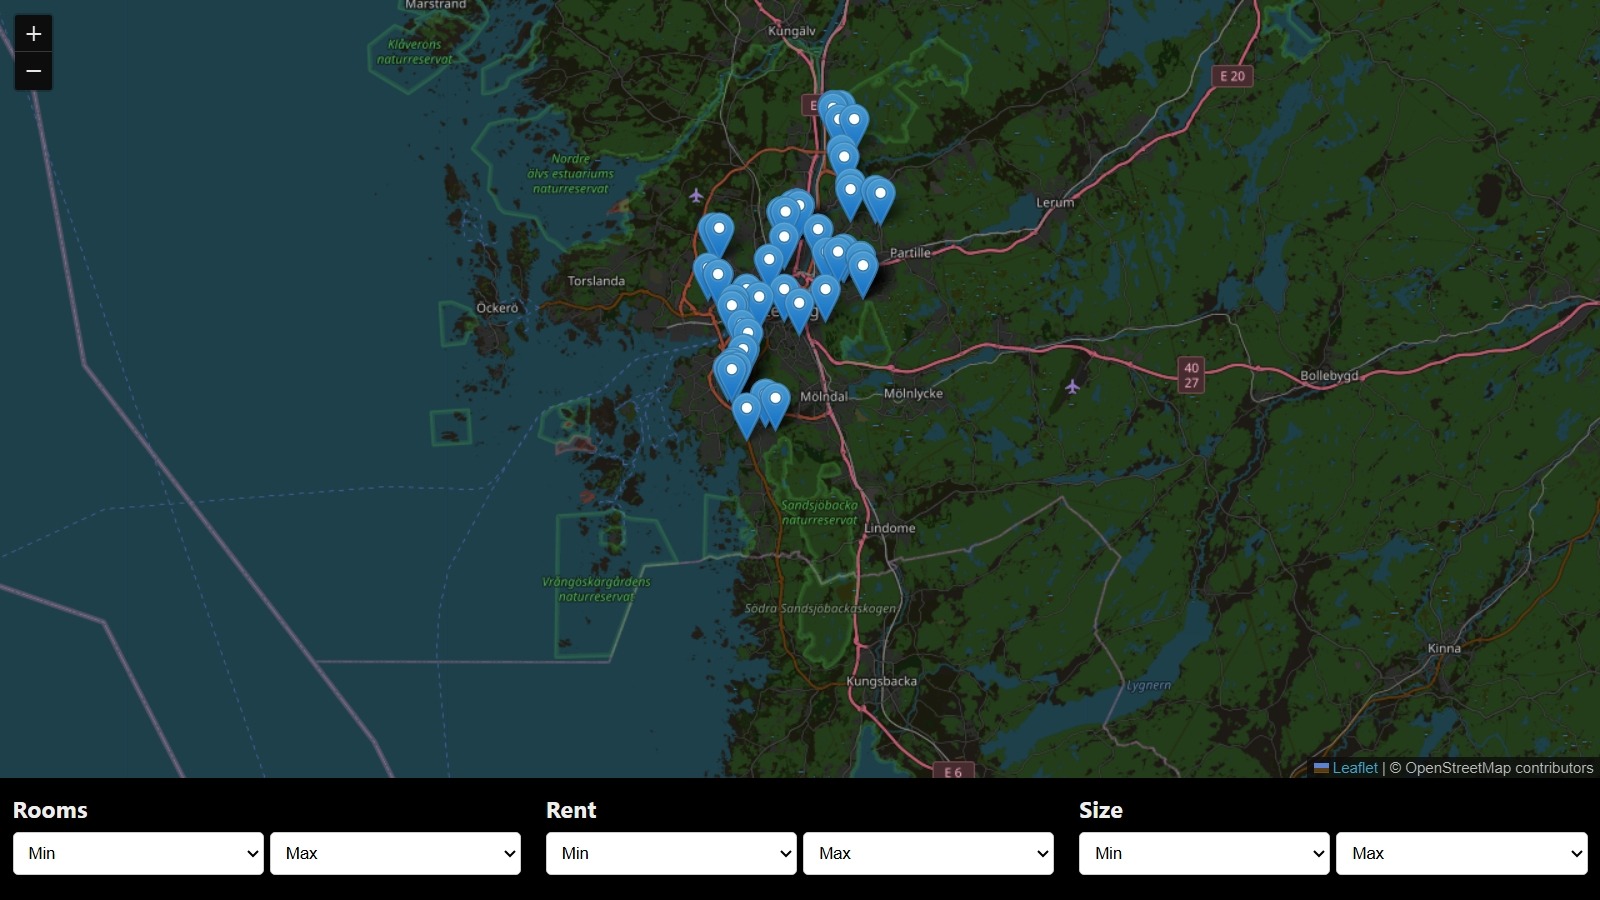 Marstrand
+
−
Klåveröns
naturreservat
Kungälv
E 20
E
Nordre
älvs estuariums
naturreservat
Lerum
Partille
Torslanda
Öckerö
40
27
Bollebygd
Mölndal
Mölnlycke
Sandsjöbacka
naturreservat
Lindome
Vrångöskärgårdens
naturreservat
Södra Sandsjöbackaskogen
Kinna
Kungsbacka
Lygnern
E 6
Leaflet | © OpenStreetMap contributors
Rooms
Min
Max
Rent
Min
Max
Size
Min
Max